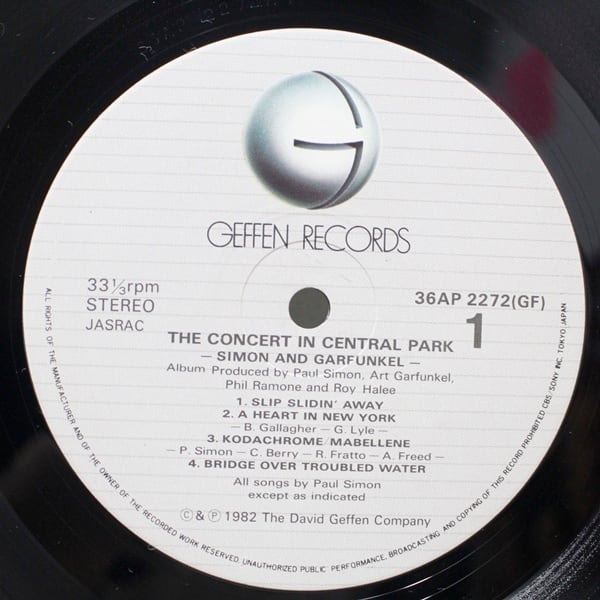 GEFFEN RECORDS
33 1/3 rpm
STEREO
JASRAC
36AP 2272(GF)
1
THE CONCERT IN CENTRAL PARK
— SIMON AND GARFUNKEL —
Album Produced by Paul Simon, Art Garfunkel,
Phil Ramone and Roy Halee
1. SLIP SLIDIN' AWAY
2. A HEART IN NEW YORK
— B. Gallagher — G. Lyle —
3. KODACHROME/MABELLENE
— P. Simon — C. Berry — R. Fratto — A. Freed —
4. BRIDGE OVER TROUBLED WATER
All songs by Paul Simon
except as indicated
Ⓒ & Ⓟ 1982 The David Geffen Company
ALL RIGHTS OF THE MANUFACTURER AND OF THE OWNER OF THE RECORDED WORK RESERVED. UNAUTHORIZED PUBLIC PERFORMANCE, BROADCASTING AND COPYING OF THIS RECORD PROHIBITED CBS/SONY INC. TOKYO JAPAN